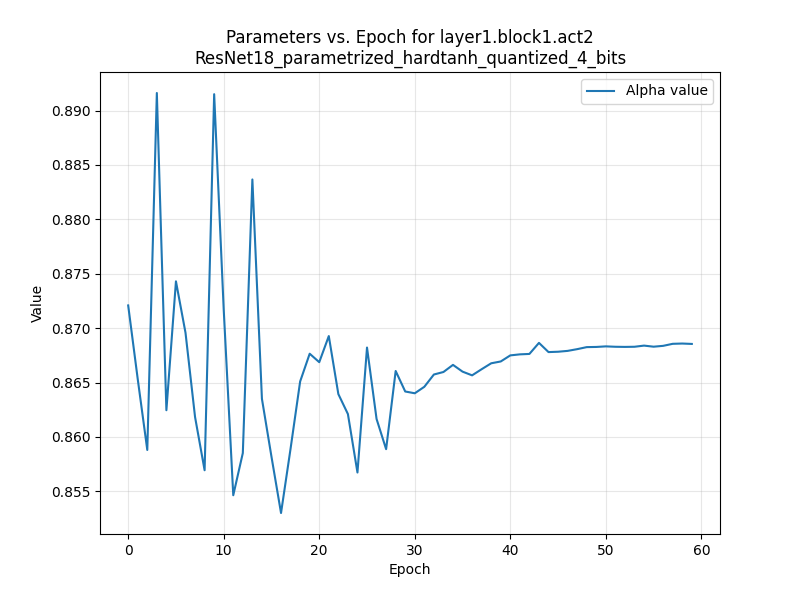 Parameters vs. Epoch for layer1.block1.act2
ResNet18_parametrized_hardtanh_quantized_4_bits
Alpha value
0.890
0.885
0.880
0.875
0.870
0.865
0.860
0.855
Value
0 10 20 30 40 50 60
Epoch